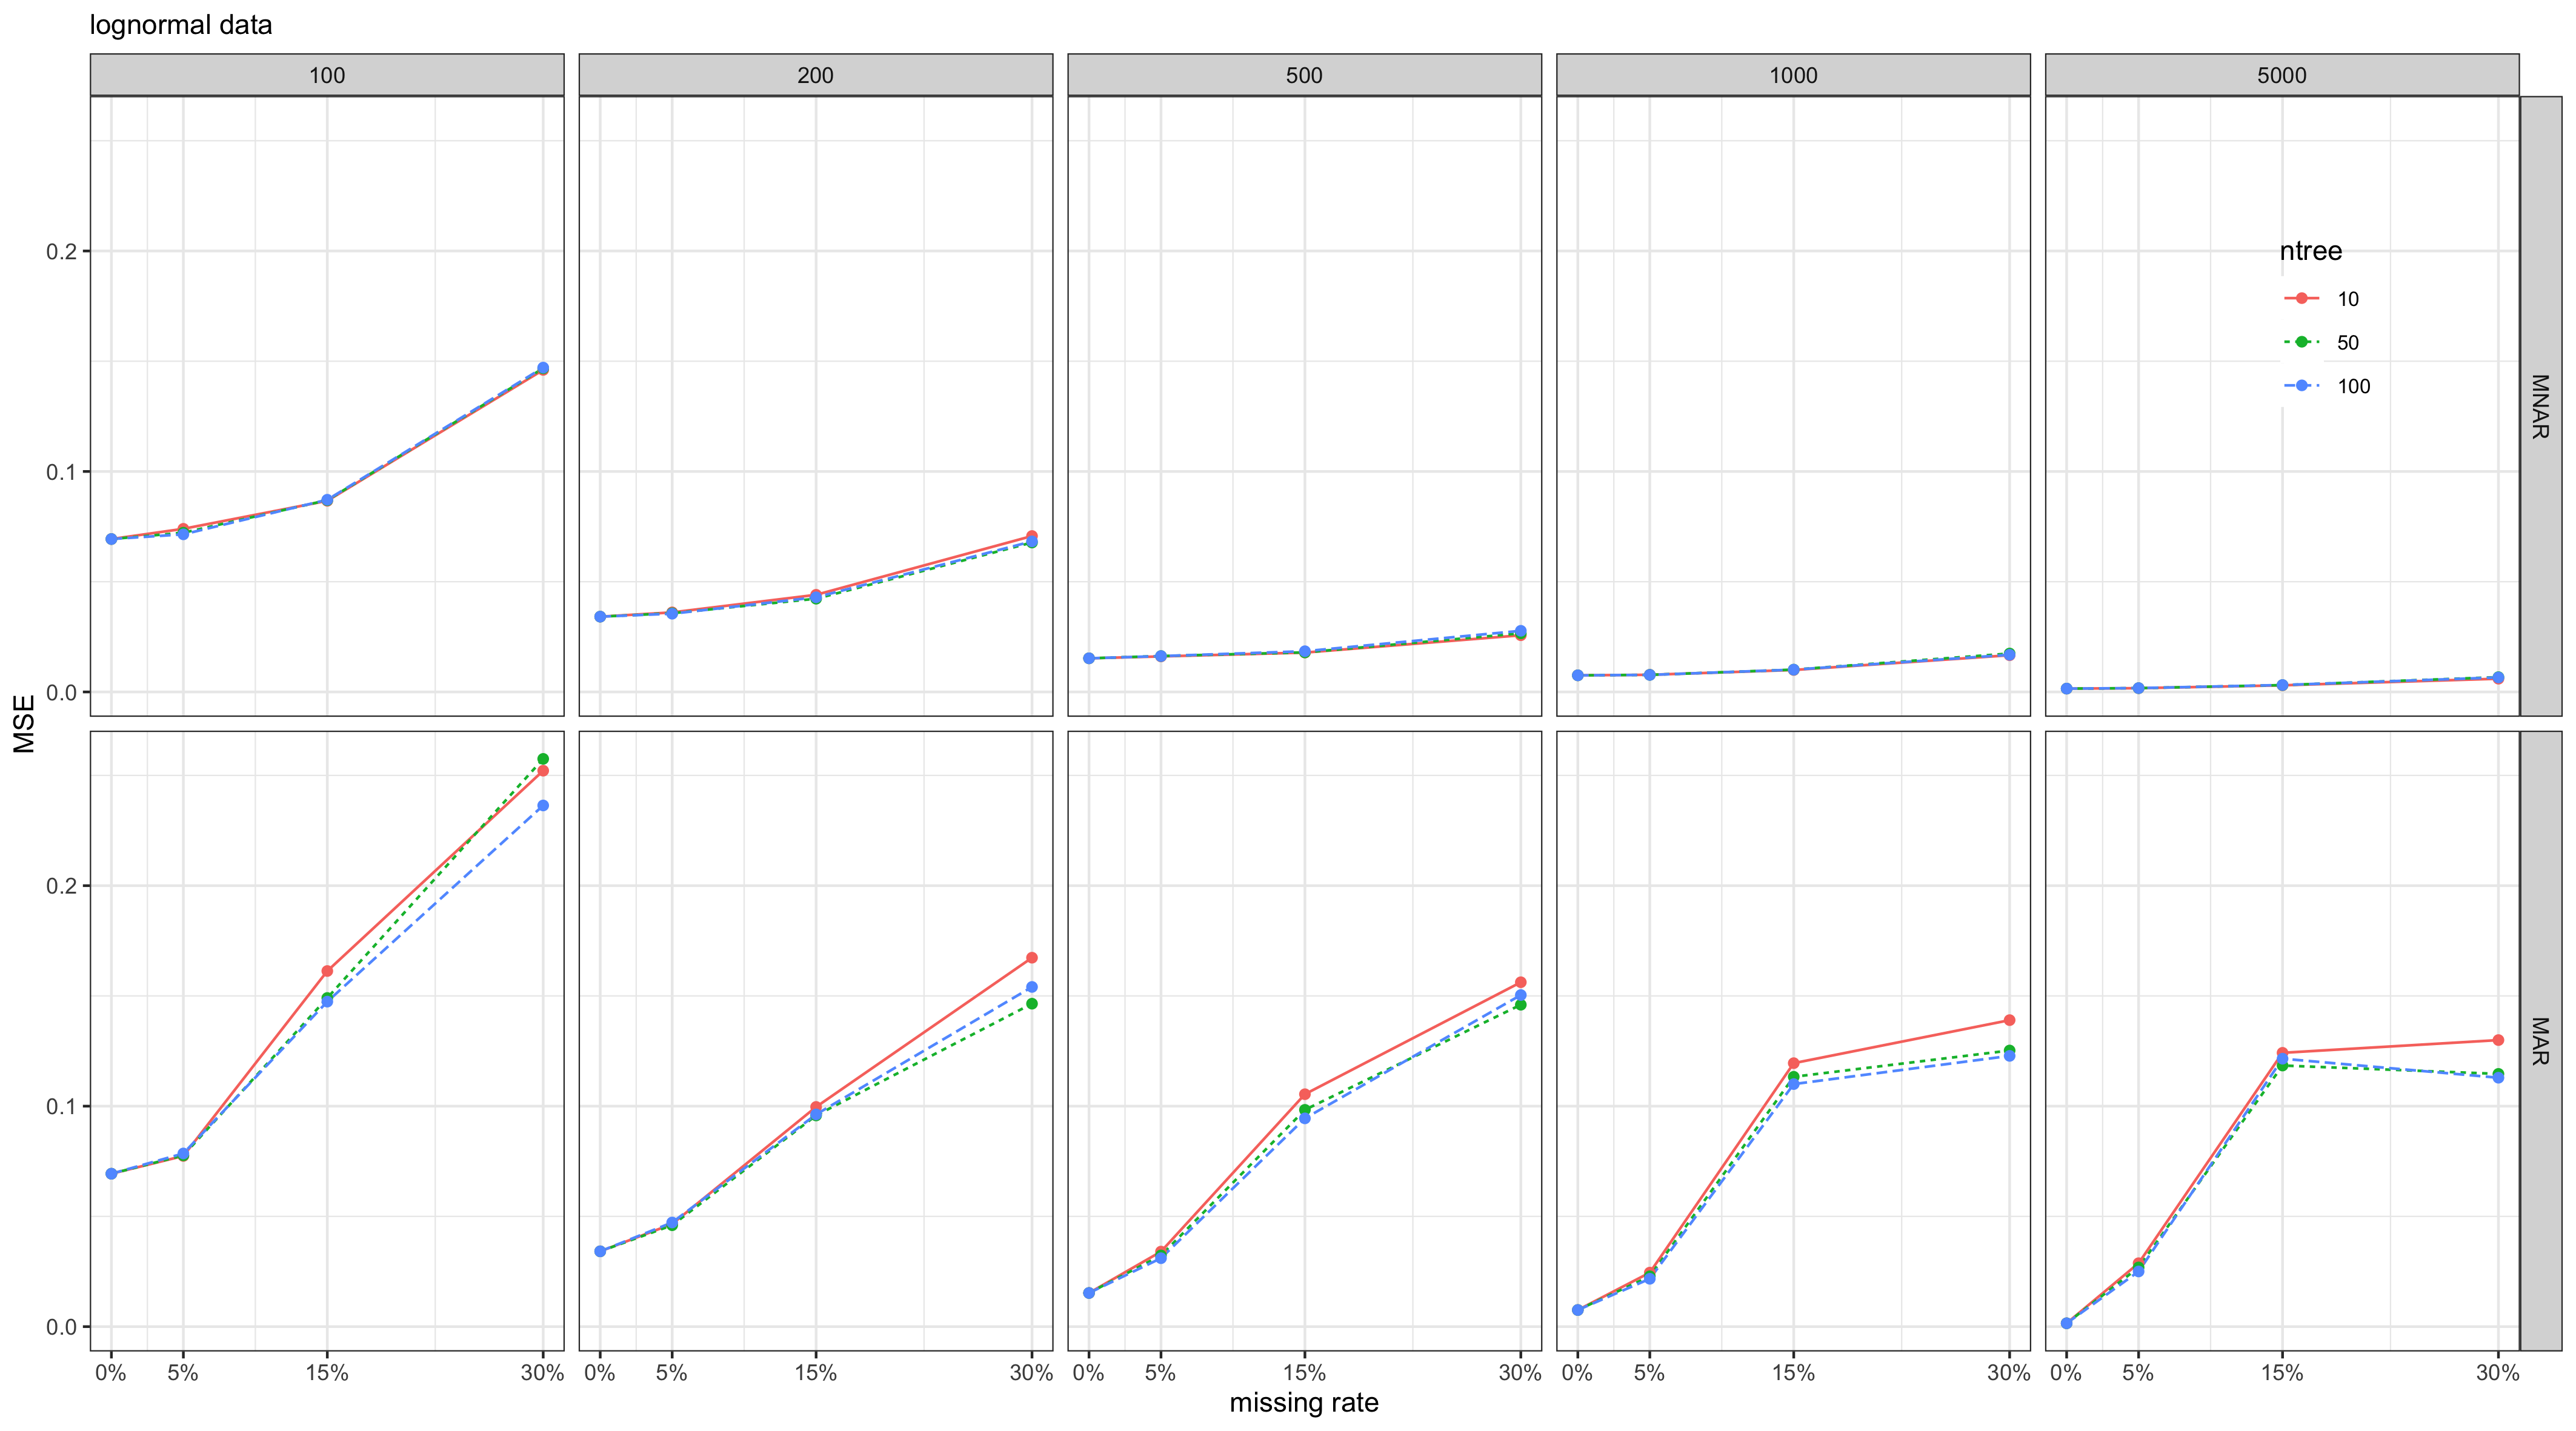 lognormal data
100 200 500 1000 5000
0.2
0.1
0.0
ntree
10
50
100
MNAR
MSE
0.2
0.1
0.0
MAR
0% 5% 15% 30% 0% 5% 15% 30% 0% 5% 15% 30% 0% 5% 15% 30% 0% 5% 15% 30%
missing rate